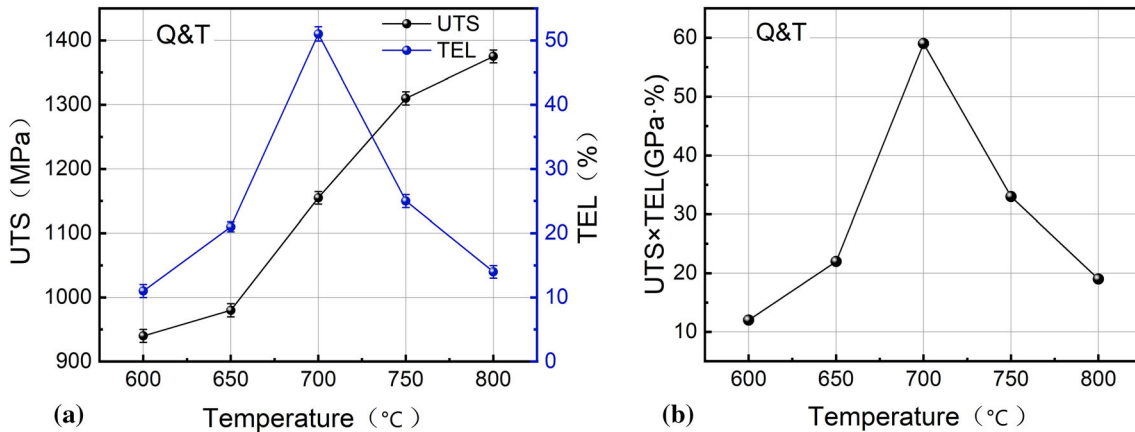 Q&T
UTS
TEL
1400
1300
1200
1100
1000
900
UTS（MPa）
50
40
30
20
10
0
TEL（%）
600 650 700 750 800
(a)
Temperature（℃）
Q&T
60
50
40
30
20
10
UTS×TEL(GPa·%)
600 650 700 750 800
(b)
Temperature（℃）